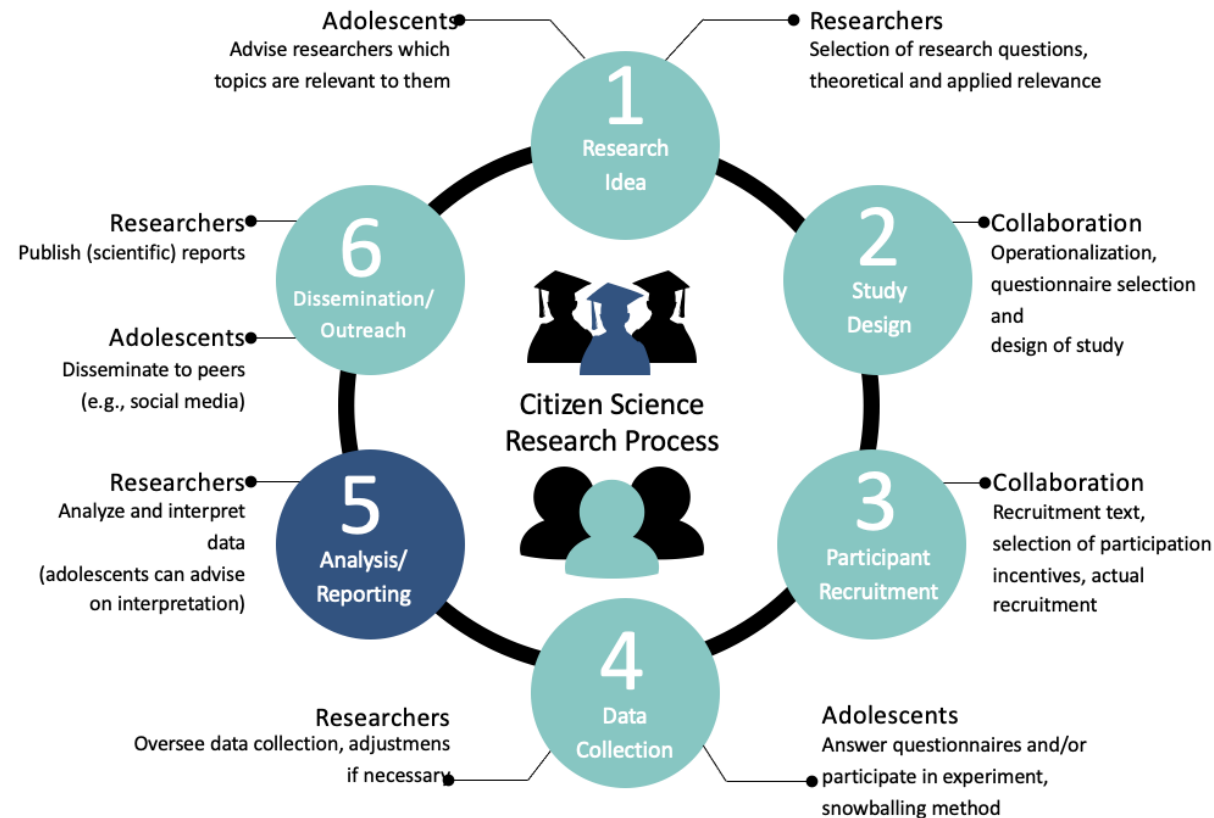 Adolescents
Advise researchers which
topics are relevant to them
Researchers
Selection of research questions,
theoretical and applied relevance
1
Research
Idea
2
Study
Design
Collaboration
Operationalization,
questionnaire selection
and
design of study
3
Participant
Recruitment
Collaboration
Recruitment text,
selection of participation
incentives, actual
recruitment
4
Data
Collection
Adolescents
Answer questionnaires and/or
participate in experiment,
snowballing method
Researchers
Oversee data collection, adjustmens
if necessary
5
Analysis/
Reporting
Researchers
Analyze and interpret
data
(adolescents can advise
on interpretation)
6
Dissemination/
Outreach
Researchers
Publish (scientific) reports
Adolescents
Disseminate to peers
(e.g., social media)
Citizen Science
Research Process